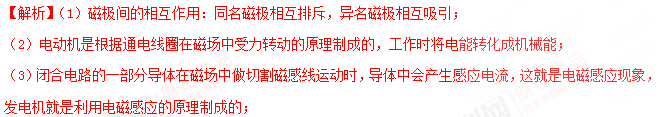 【解析】（1）磁极间的相互作用：同名磁极相互排斥，异名磁极相互吸引；
（2）电动机是根据通电线圈在磁场中受力转动的原理制成的，工作时将电能转化成机械能；
（3）闭合电路的一部分导体在磁场中做切割磁感线运动时，导体中会产生感应电流，这就是电磁感应现象，
发电机就是利用电磁感应的原理制成的；